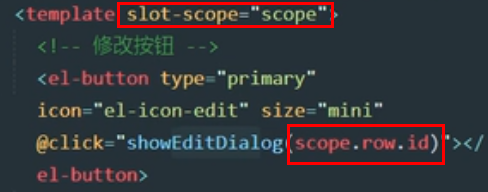 <template slot-scope="scope">
<!-- 修改按钮 -->
<el-button type="primary"
icon="el-icon-edit" size="mini"
@click="showEditDialog(scope.row.id)"></
el-button>